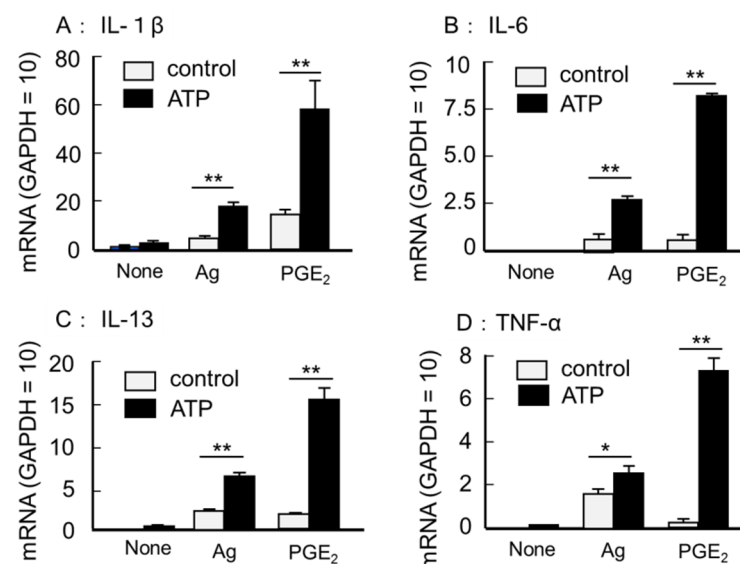 A : IL- 1 β
mRNA (GAPDH = 10)
80
60
40
20
0
control
ATP
**
**
None
Ag
PGE₂
B : IL-6
mRNA (GAPDH = 10)
10
7.5
5.0
2.5
0
control
ATP
**
**
None
Ag
PGE₂
C : IL-13
mRNA (GAPDH = 10)
20
15
10
5
0
control
ATP
**
**
None
Ag
PGE₂
D : TNF-α
mRNA (GAPDH = 10)
8
6
4
2
0
control
ATP
*
**
None
Ag
PGE₂